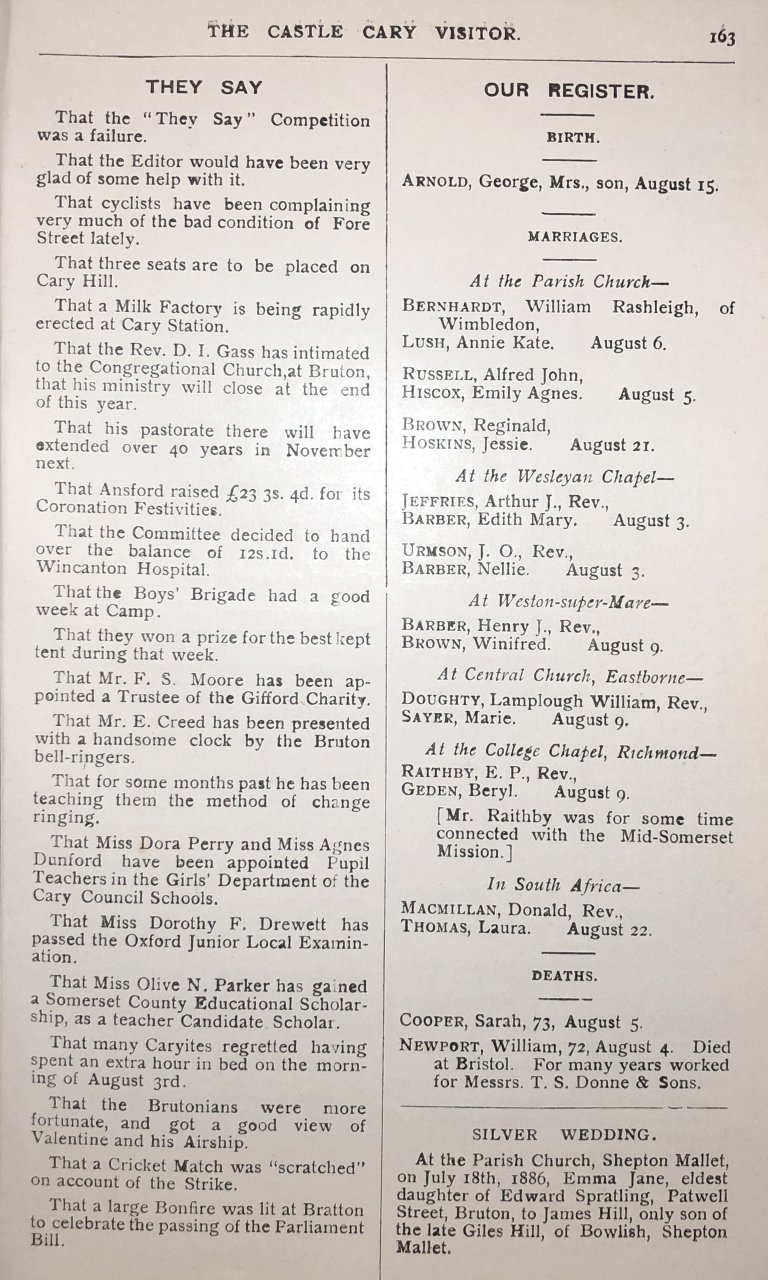 THE CASTLE CARY VISITOR.
163
THEY SAY
That the "They Say" Competition
was a failure.
That the Editor would have been very
glad of some help with it.
That cyclists have been complaining
very much of the bad condition of Fore
Street lately.
That three seats are to be placed on
Cary Hill.
That a Milk Factory is being rapidly
erected at Cary Station.
That the Rev. D. I. Gass has intimated
to the Congregational Church,at Bruton,
that his ministry will close at the end
of this year.
That his pastorate there will have
extended over 40 years in November
next.
That Ansford raised £23 3s. 4d. for its
Coronation Festivities.
That the Committee decided to hand
over the balance of 12s.1d. to the
Wincanton Hospital.
That the Boys' Brigade had a good
week at Camp.
That they won a prize for the best kept
tent during that week.
That Mr. F. S. Moore has been ap-
pointed a Trustee of the Gifford Charity.
That Mr. E. Creed has been presented
with a handsome clock by the Bruton
bell-ringers.
That for some months past he has been
teaching them the method of change
ringing.
That Miss Dora Perry and Miss Agnes
Dunford have been appointed Pupil
Teachers in the Girls' Department of the
Cary Council Schools.
That Miss Dorothy F. Drewett has
passed the Oxford Junior Local Examin-
ation.
That Miss Olive N. Parker has gained
a Somerset County Educational Scholar-
ship, as a teacher Candidate Scholar.
That many Caryites regretted having
spent an extra hour in bed on the morn-
ing of August 3rd.
That the Brutonians were more
fortunate, and got a good view of
Valentine and his Airship.
That a Cricket Match was "scratched"
on account of the Strike.
That a large Bonfire was lit at Bratton
to celebrate the passing of the Parliament
Bill.
OUR REGISTER.
BIRTH.
ARNOLD, George, Mrs., son, August 15.
MARRIAGES.
At the Parish Church—
BERNHARDT, William Rashleigh, of
Wimbledon,
LUSH, Annie Kate. August 6.
RUSSELL, Alfred John,
HISCOX, Emily Agnes. August 5.
BROWN, Reginald,
HOSKINS, Jessie. August 21.
At the Wesleyan Chapel—
JEFFRIES, Arthur J., Rev.,
BARBER, Edith Mary. August 3.
URMSON, J. O., Rev.,
BARBER, Nellie. August 3.
At Weston-super-Mare—
BARBER, Henry J., Rev.,
BROWN, Winifred. August 9.
At Central Church, Eastborne—
DOUGHTY, Lamplough William, Rev.,
SAYER, Marie. August 9.
At the College Chapel, Richmond—
RAITHBY, E. P., Rev.,
GEDEN, Beryl. August 9.
[Mr. Raithby was for some time
connected with the Mid-Somerset
Mission.]
In South Africa—
MACMILLAN, Donald, Rev.,
THOMAS, Laura. August 22.
DEATHS.
COOPER, Sarah, 73, August 5.
NEWPORT, William, 72, August 4. Died
at Bristol. For many years worked
for Messrs. T. S. Donne & Sons.
SILVER WEDDING.
At the Parish Church, Shepton Mallet,
on July 18th, 1886, Emma Jane, eldest
daughter of Edward Spratling, Patwell
Street, Bruton, to James Hill, only son of
the late Giles Hill, of Bowlish, Shepton
Mallet.